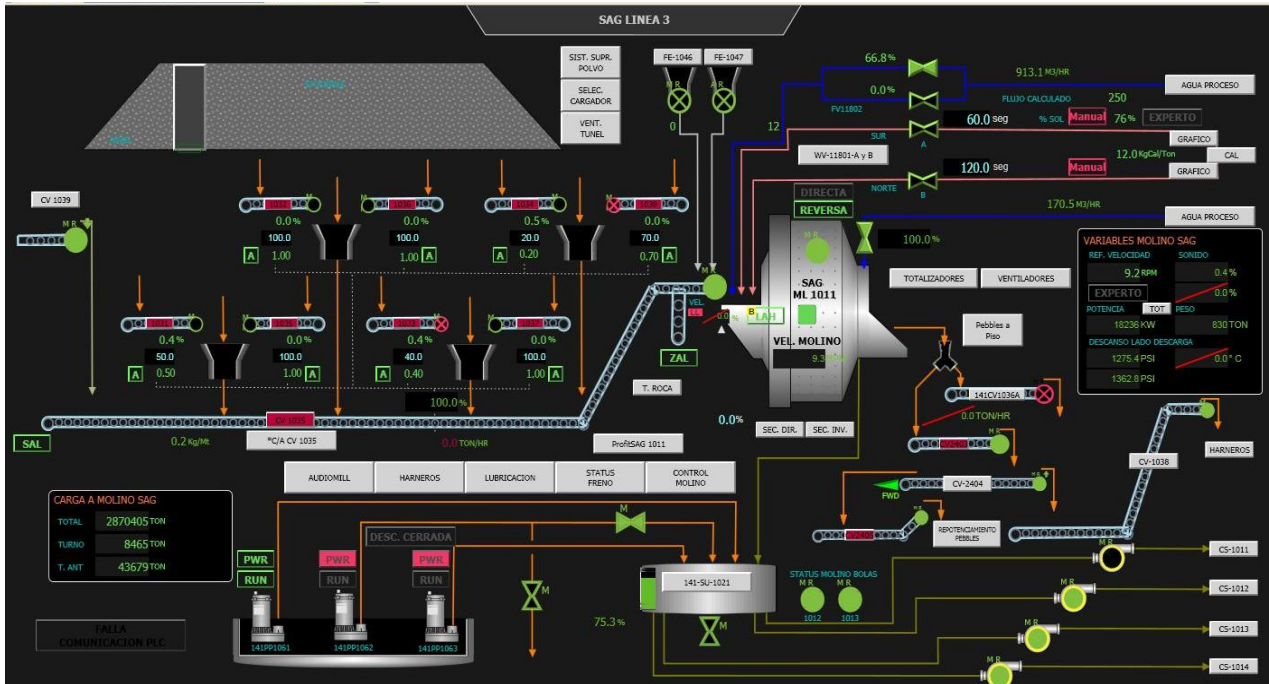 SAG LINEA 3
SIST. SUPR.
POLVO
SELEC.
CARGADOR
VENT.
TUNEL
FE-1046
FE-1047
M R
A R
0
12
66.8 %
0.0 %
FV11802
913.1 M3/HR
AGUA PROCESO
FLUJO CALCULADO
250
60.0 seg
% SOL
Manual
76 %
EXPERTO
SUR
A
GRAFICO
WV-11801-A y B
12.0 KgCal/Ton
CAL
120.0 seg
Manual
GRAFICO
NORTE
B
DIRECTA
REVERSA
170.5 M3/HR
AGUA PROCESO
100.0 %
TOTALIZADORES
VENTILADORES
VARIABLES MOLINO SAG
REF. VELOCIDAD
SONIDO
9.2 RPM
0.4 %
EXPERTO
0.0 %
POTENCIA
TOT
PESO
18236 KW
830 TON
DESCANSO LADO DESCARGA
1275.4 PSI
0.0 ° C
1362.8 PSI
CV 1039
M R
1032
1036
1034
1038
0.0 %
0.0 %
0.5 %
0.0 %
100.0
100.0
20.0
70.0
A
1.00
1.00
A
A
0.20
0.70
A
1035
1033
1037
0.4 %
0.0 %
0.4 %
0.0 %
50.0
100.0
40.0
100.0
A
0.50
1.00
A
A
0.40
1.00
A
100.0 %
CV 1035
SAL
0.2 Kg/Mt
°C/A CV 1035
0.0 TON/HR
ProfitSAG 1011
M R
VEL.
LL
0.0 %
B
LAH
ZAL
T. ROCA
0.0%
M R
SAG
ML 1011
VEL. MOLINO
SEC. DIR.
SEC. INV.
Pebbles a
Piso
141CV1036A
0.0 TON/HR
CV2401
M R
CV-2404
M R
FWD
REPOTENCIAMIENTO
PEBBLES
CV-1038
M R
HARNEROS
AUDIOMILL
HARNEROS
LUBRICACION
STATUS
FRENO
CONTROL
MOLINO
CARGA A MOLINO SAG
TOTAL
2870405 TON
TURNO
8465 TON
T. ANT
43679 TON
FALLA
COMUNICACION PLC
DESC. CERRADA
PWR
RUN
PWR
RUN
PWR
RUN
141PP1061
141PP1062
141PP1063
M
M
M
141-SU-1021
75.3 %
STATUS MOLINO BOLAS
M R
M R
1012
1013
M R
CS-1011
M R
CS-1012
M R
CS-1013
M R
CS-1014